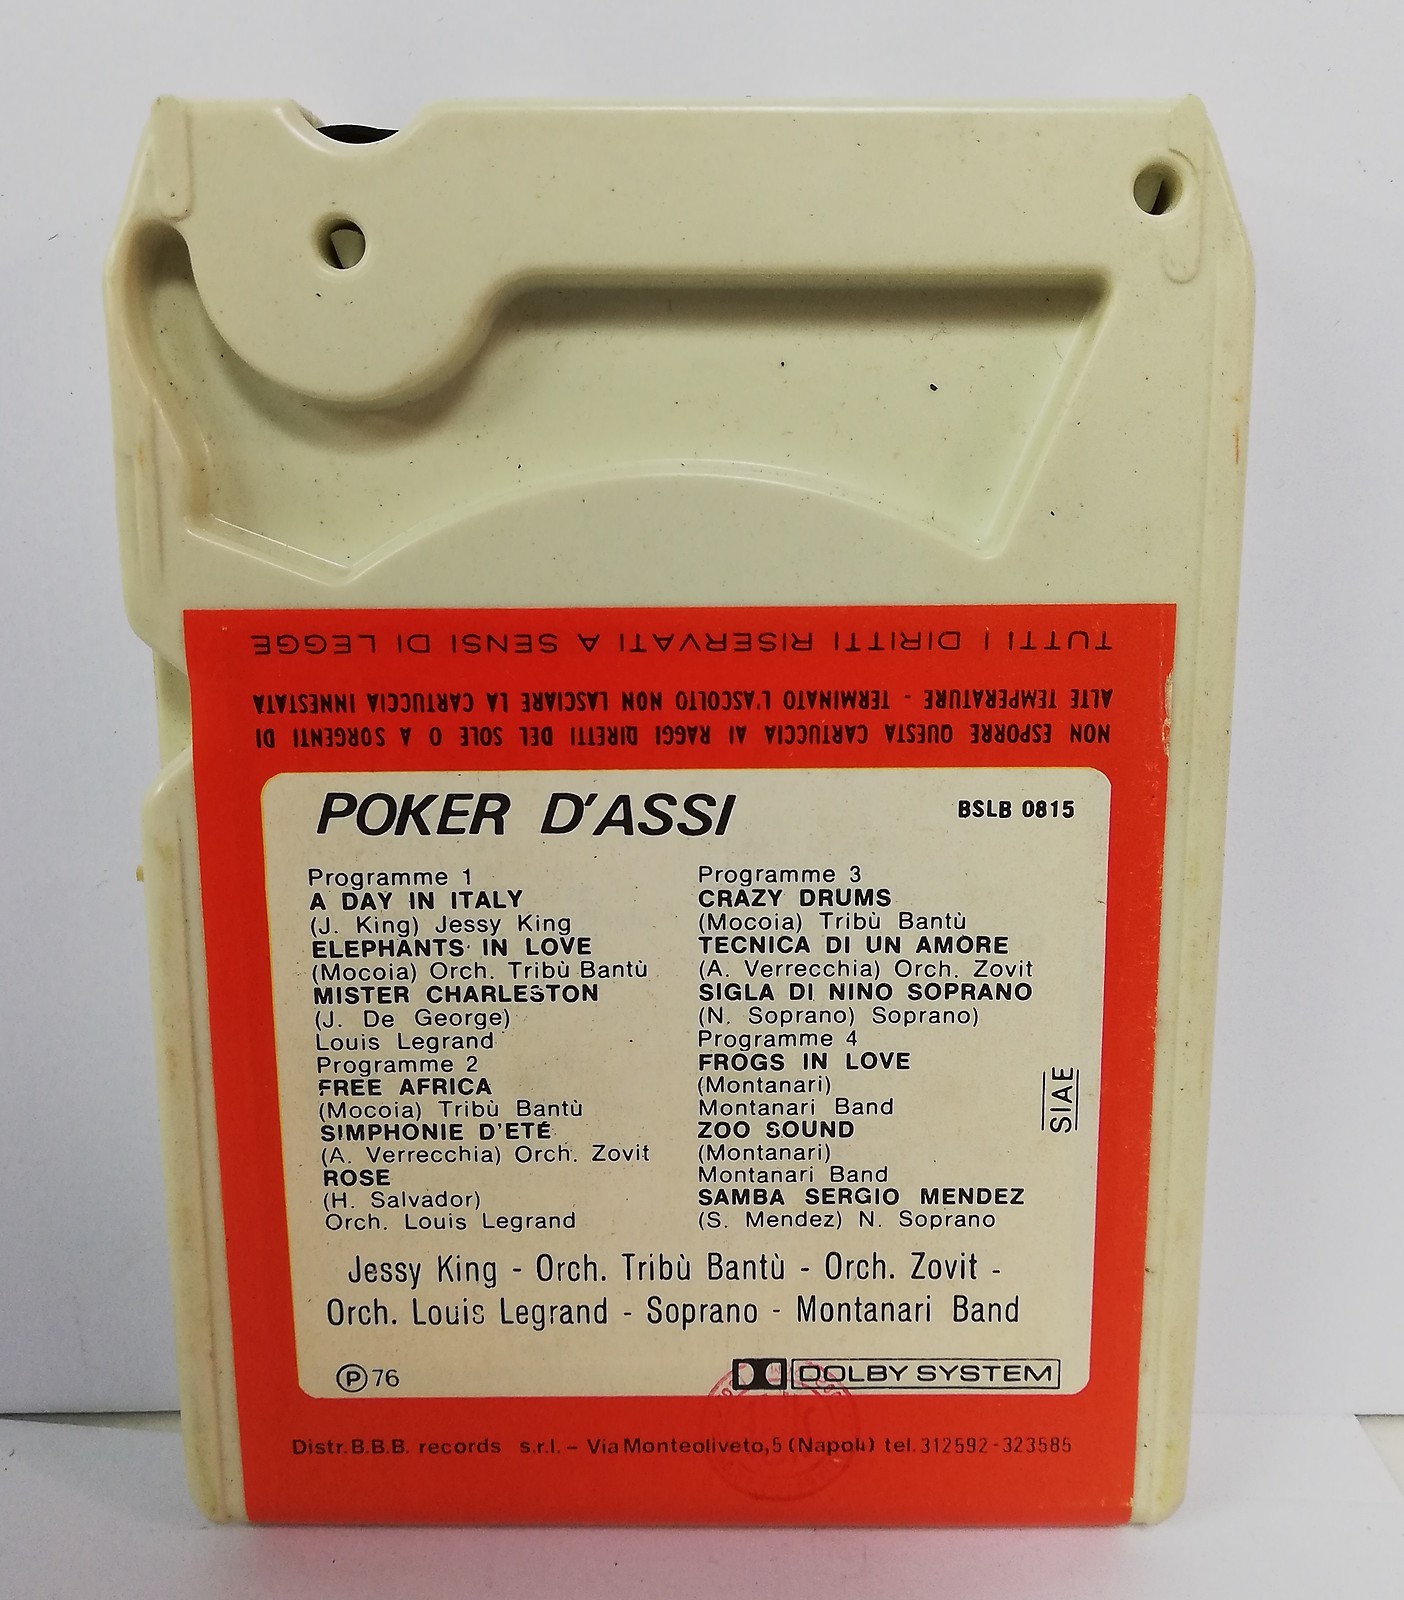 TUTTI I DIRITTI RISERVATI A SENSI DI LEGGE
NON ESPORRE QUESTA CARTUCCIA AI RAGGI DIRETTI DEL SOLE O A SORGENTI DI
ALTE TEMPERATURE - TERMINATO L'ASCOLTO NON LASCIARE LA CARTUCCIA INNESTATA
POKER D'ASSI
BSLB 0815
Programme 1
A DAY IN ITALY
(J. King) Jessy King
ELEPHANTS IN LOVE
(Mocoia) Orch. Tribù Bantù
MISTER CHARLESTON
(J. De George)
Louis Legrand
Programme 2
FREE AFRICA
(Mocoia) Tribù Bantù
SIMPHONIE D'ETÉ
(A. Verrecchia) Orch. Zovit
ROSE
(H. Salvador)
Orch. Louis Legrand
Programme 3
CRAZY DRUMS
(Mocoia) Tribù Bantù
TECNICA DI UN AMORE
(A. Verrecchia) Orch. Zovit
SIGLA DI NINO SOPRANO
(N. Soprano) Soprano)
Programme 4
FROGS IN LOVE
(Montanari)
Montanari Band
ZOO SOUND
(Montanari)
Montanari Band
SAMBA SERGIO MENDEZ
(S. Mendez) N. Soprano
SIAE
Jessy King - Orch. Tribù Bantù - Orch. Zovit -
Orch. Louis Legrand - Soprano - Montanari Band
Ⓟ 76
DOLBY SYSTEM
Distr. B.B.B. records s.r.l. - Via Monteoliveto, 5 (Napoli) tel. 312592-323585